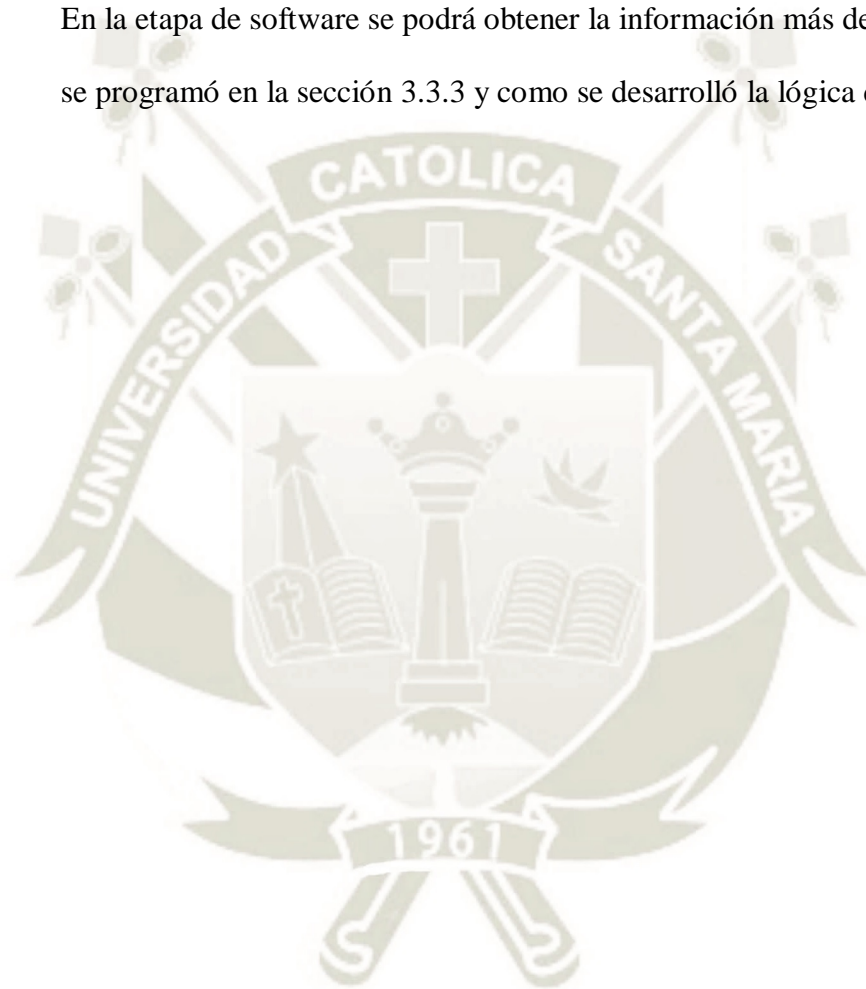 En la etapa de software se podrá obtener la información más de
se programó en la sección 3.3.3 y como se desarrolló la lógica
CATOLICA
UNIVERSIDAD
SANTA MARIA
1961